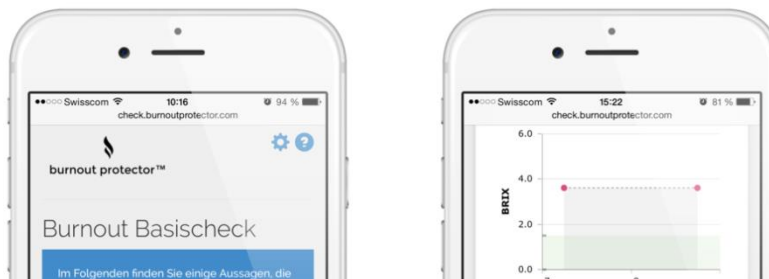 Swisscom 10:16 94 %
check.burnoutprotector.com
burnout protector™
?
Burnout Basischeck
Im Folgenden finden Sie einige Aussagen, die
Swisscom 15:22 81 %
check.burnoutprotector.com
6.0
4.0
BRIX
2.0
0.0